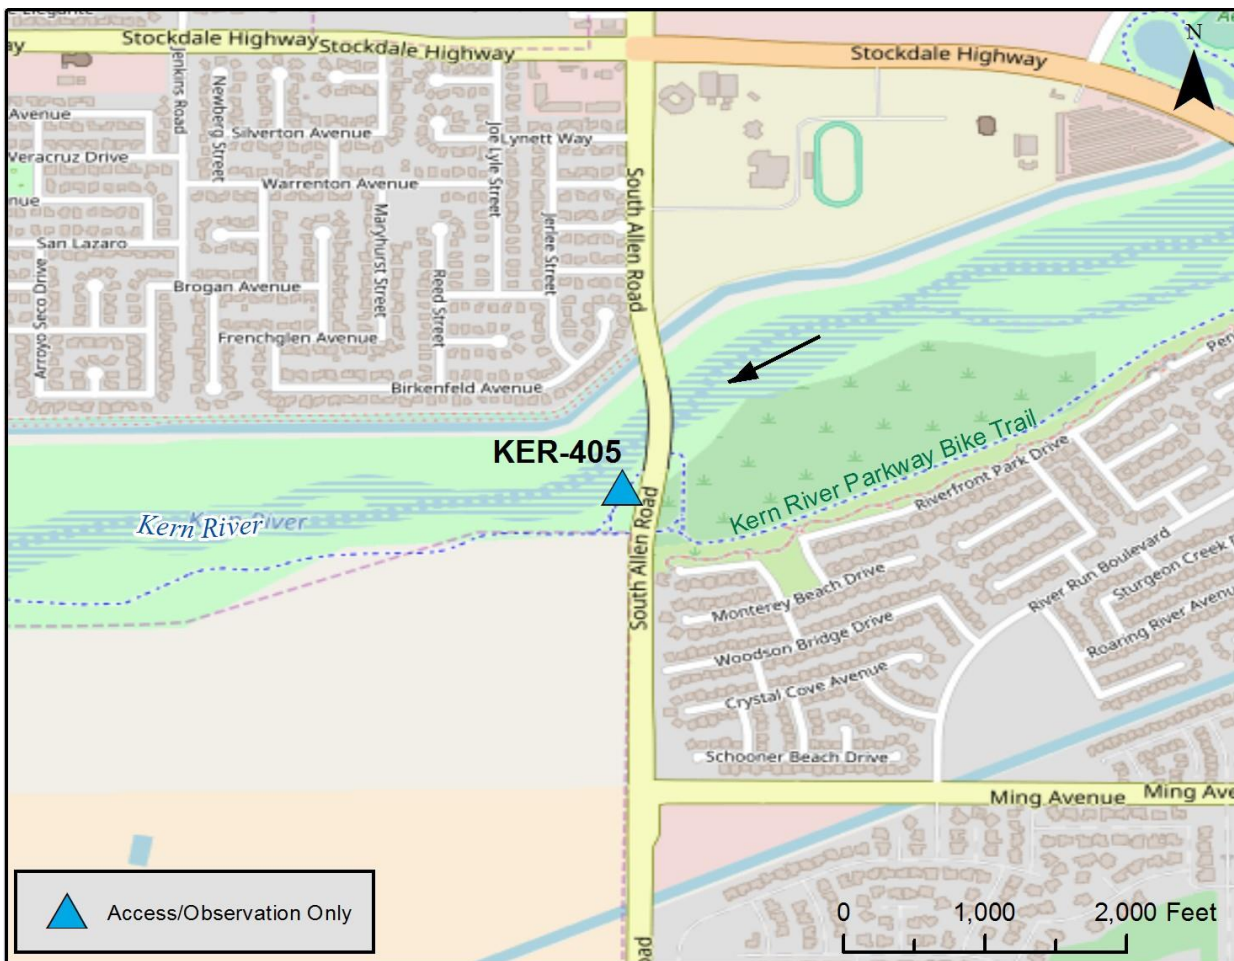 Stockdale Highway
Stockdale Highway
Stockdale Highway
N
Jenkins Road
Newberg Street
Avenue
Silverton Avenue
Joe Lyle Street
Lynett Way
Veracruz Drive
Warrenton Avenue
South Allen Road
nue
Maryhurst Street
Jerlee Street
San Lazaro
Arroyo Seco Drive
Brogan Avenue
Reed Street
Frenchglen Avenue
Birkenfeld Avenue
KER-405
Kern River Parkway Bike Trail
Riverfront Park Drive
Kern River
Kern River
South Allen Road
River Run Boulevard
Sturgeon Creek
Monterey Beach Drive
Roaring River Avenu
Woodson Bridge Drive
Crystal Cove Avenue
Schooner Beach Drive
Ming Avenue
Ming Ave
Access/Observation Only
0 1,000 2,000 Feet